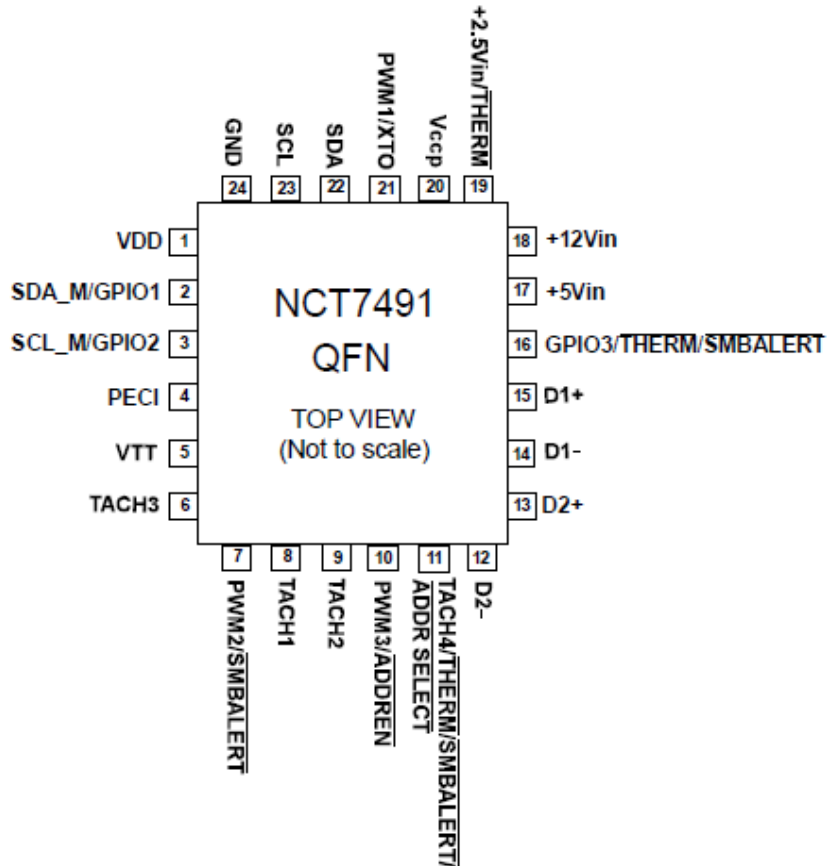 +2.5Vin/THERM
PWM1/XTO
Vccp
GND
SCL
SDA
24
23
22
21
20
19
VDD 1
18 +12Vin
SDA_M/GPIO1 2
17 +5Vin
NCT7491
SCL_M/GPIO2 3
16 GPIO3/THERM/SMBALERT
QFN
PECI 4
15 D1+
TOP VIEW
(Not to scale)
VTT 5
14 D1-
TACH3 6
13 D2+
7
8
9
10
11
12
PWM2/SMBALERT
TACH1
TACH2
PWM3/ADDREN
TACH4/THERM/SMBALERT/
ADDR SELECT
D2-